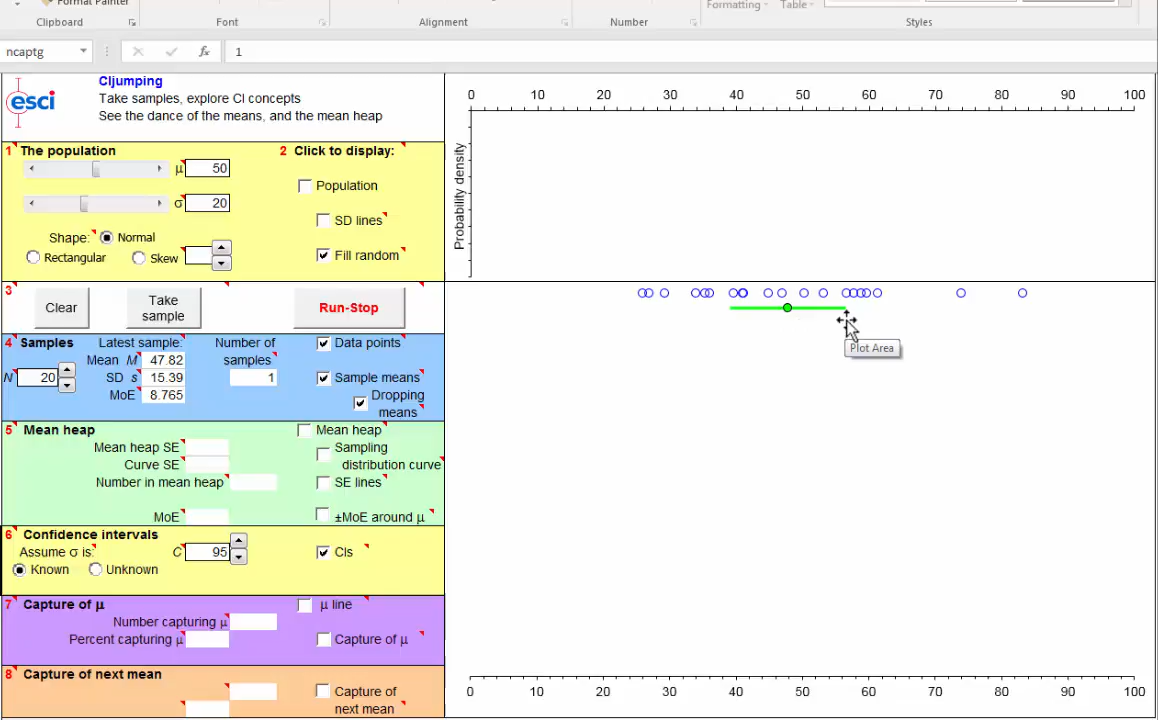 Format Painter
Formatting
Table
Clipboard
Font
Alignment
Number
Styles
ncaptg
fx
1
esci
CIjumping
Take samples, explore CI concepts
See the dance of the means, and the mean heap
1 The population
μ 50
σ 20
Shape: Normal
Rectangular Skew
2 Click to display:
Population
SD lines
Fill random
3
Clear
Take sample
Run-Stop
4 Samples
Latest sample:
Number of samples
Mean M 47.82
N 20
SD s 15.39
1
MoE 8.765
Data points
Sample means
Dropping means
5 Mean heap
Mean heap SE
Curve SE
Number in mean heap
MoE
Mean heap
Sampling distribution curve
SE lines
±MoE around μ
6 Confidence intervals
Assume σ is:
C 95
CIs
Known Unknown
7 Capture of μ
μ line
Number capturing μ
Percent capturing μ
Capture of μ
8 Capture of next mean
Capture of next mean
0 10 20 30 40 50 60 70 80 90 100
Probability density
Plot Area
0 10 20 30 40 50 60 70 80 90 100